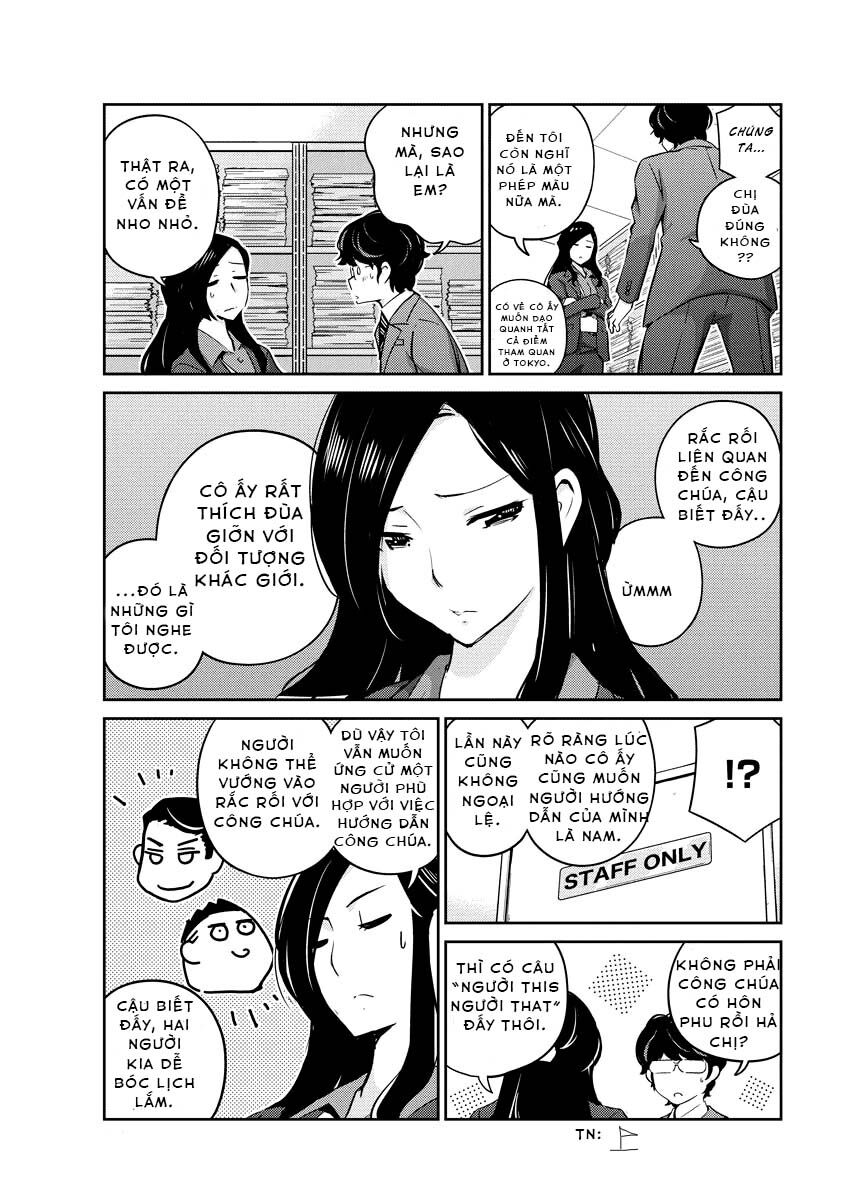 CHÚNG
TA...
CHỊ
ĐÙA
ĐÚNG
KHÔNG
??
ĐẾN TÔI
CÒN NGHĨ
NÓ LÀ MỘT
PHÉP MÀU
NỮA MÀ.
CÓ VẺ CÔ ẤY
MUỐN DẠO
QUANH TẤT
CẢ ĐIỂM
THAM QUAN
Ở TOKYO.
NHƯNG
MÀ, SAO
LẠI LÀ
EM?
THẬT RA,
CÓ MỘT
VẤN ĐỀ
NHO NHỎ.
RẮC RỐI
LIÊN QUAN
ĐẾN CÔNG
CHÚA, CẬU
BIẾT ĐẤY..
ỪMMM
CÔ ẤY RẤT
THÍCH ĐÙA
GIỠN VỚI
ĐỐI TƯỢNG
KHÁC GIỚI.
...ĐÓ LÀ
NHỮNG GÌ
TÔI NGHE
ĐƯỢC.
!?
RÕ RÀNG LÚC
NÀO CÔ ẤY
CŨNG MUỐN
NGƯỜI HƯỚNG
DẪN CỦA MÌNH
LÀ NAM.
LẦN NÀY
CŨNG
KHÔNG
NGOẠI
LỆ.
STAFF ONLY
KHÔNG PHẢI
CÔNG CHÚA
CÓ HÔN
PHU RỒI HẢ
CHỊ?
THÌ CÓ CÂU
“NGƯỜI THIS
NGƯỜI THAT”
ĐẤY THÔI.
DÙ VẬY TÔI
VẪN MUỐN
ỨNG CỬ MỘT
NGƯỜI PHÙ
HỢP VỚI VIỆC
HƯỚNG DẪN
CÔNG CHÚA.
NGƯỜI
KHÔNG THỂ
VƯỚNG VÀO
RẮC RỐI VỚI
CÔNG CHÚA.
CẬU BIẾT
ĐẤY, HAI
NGƯỜI
KIA DỄ
BÓC LỊCH
LẮM.
TN: